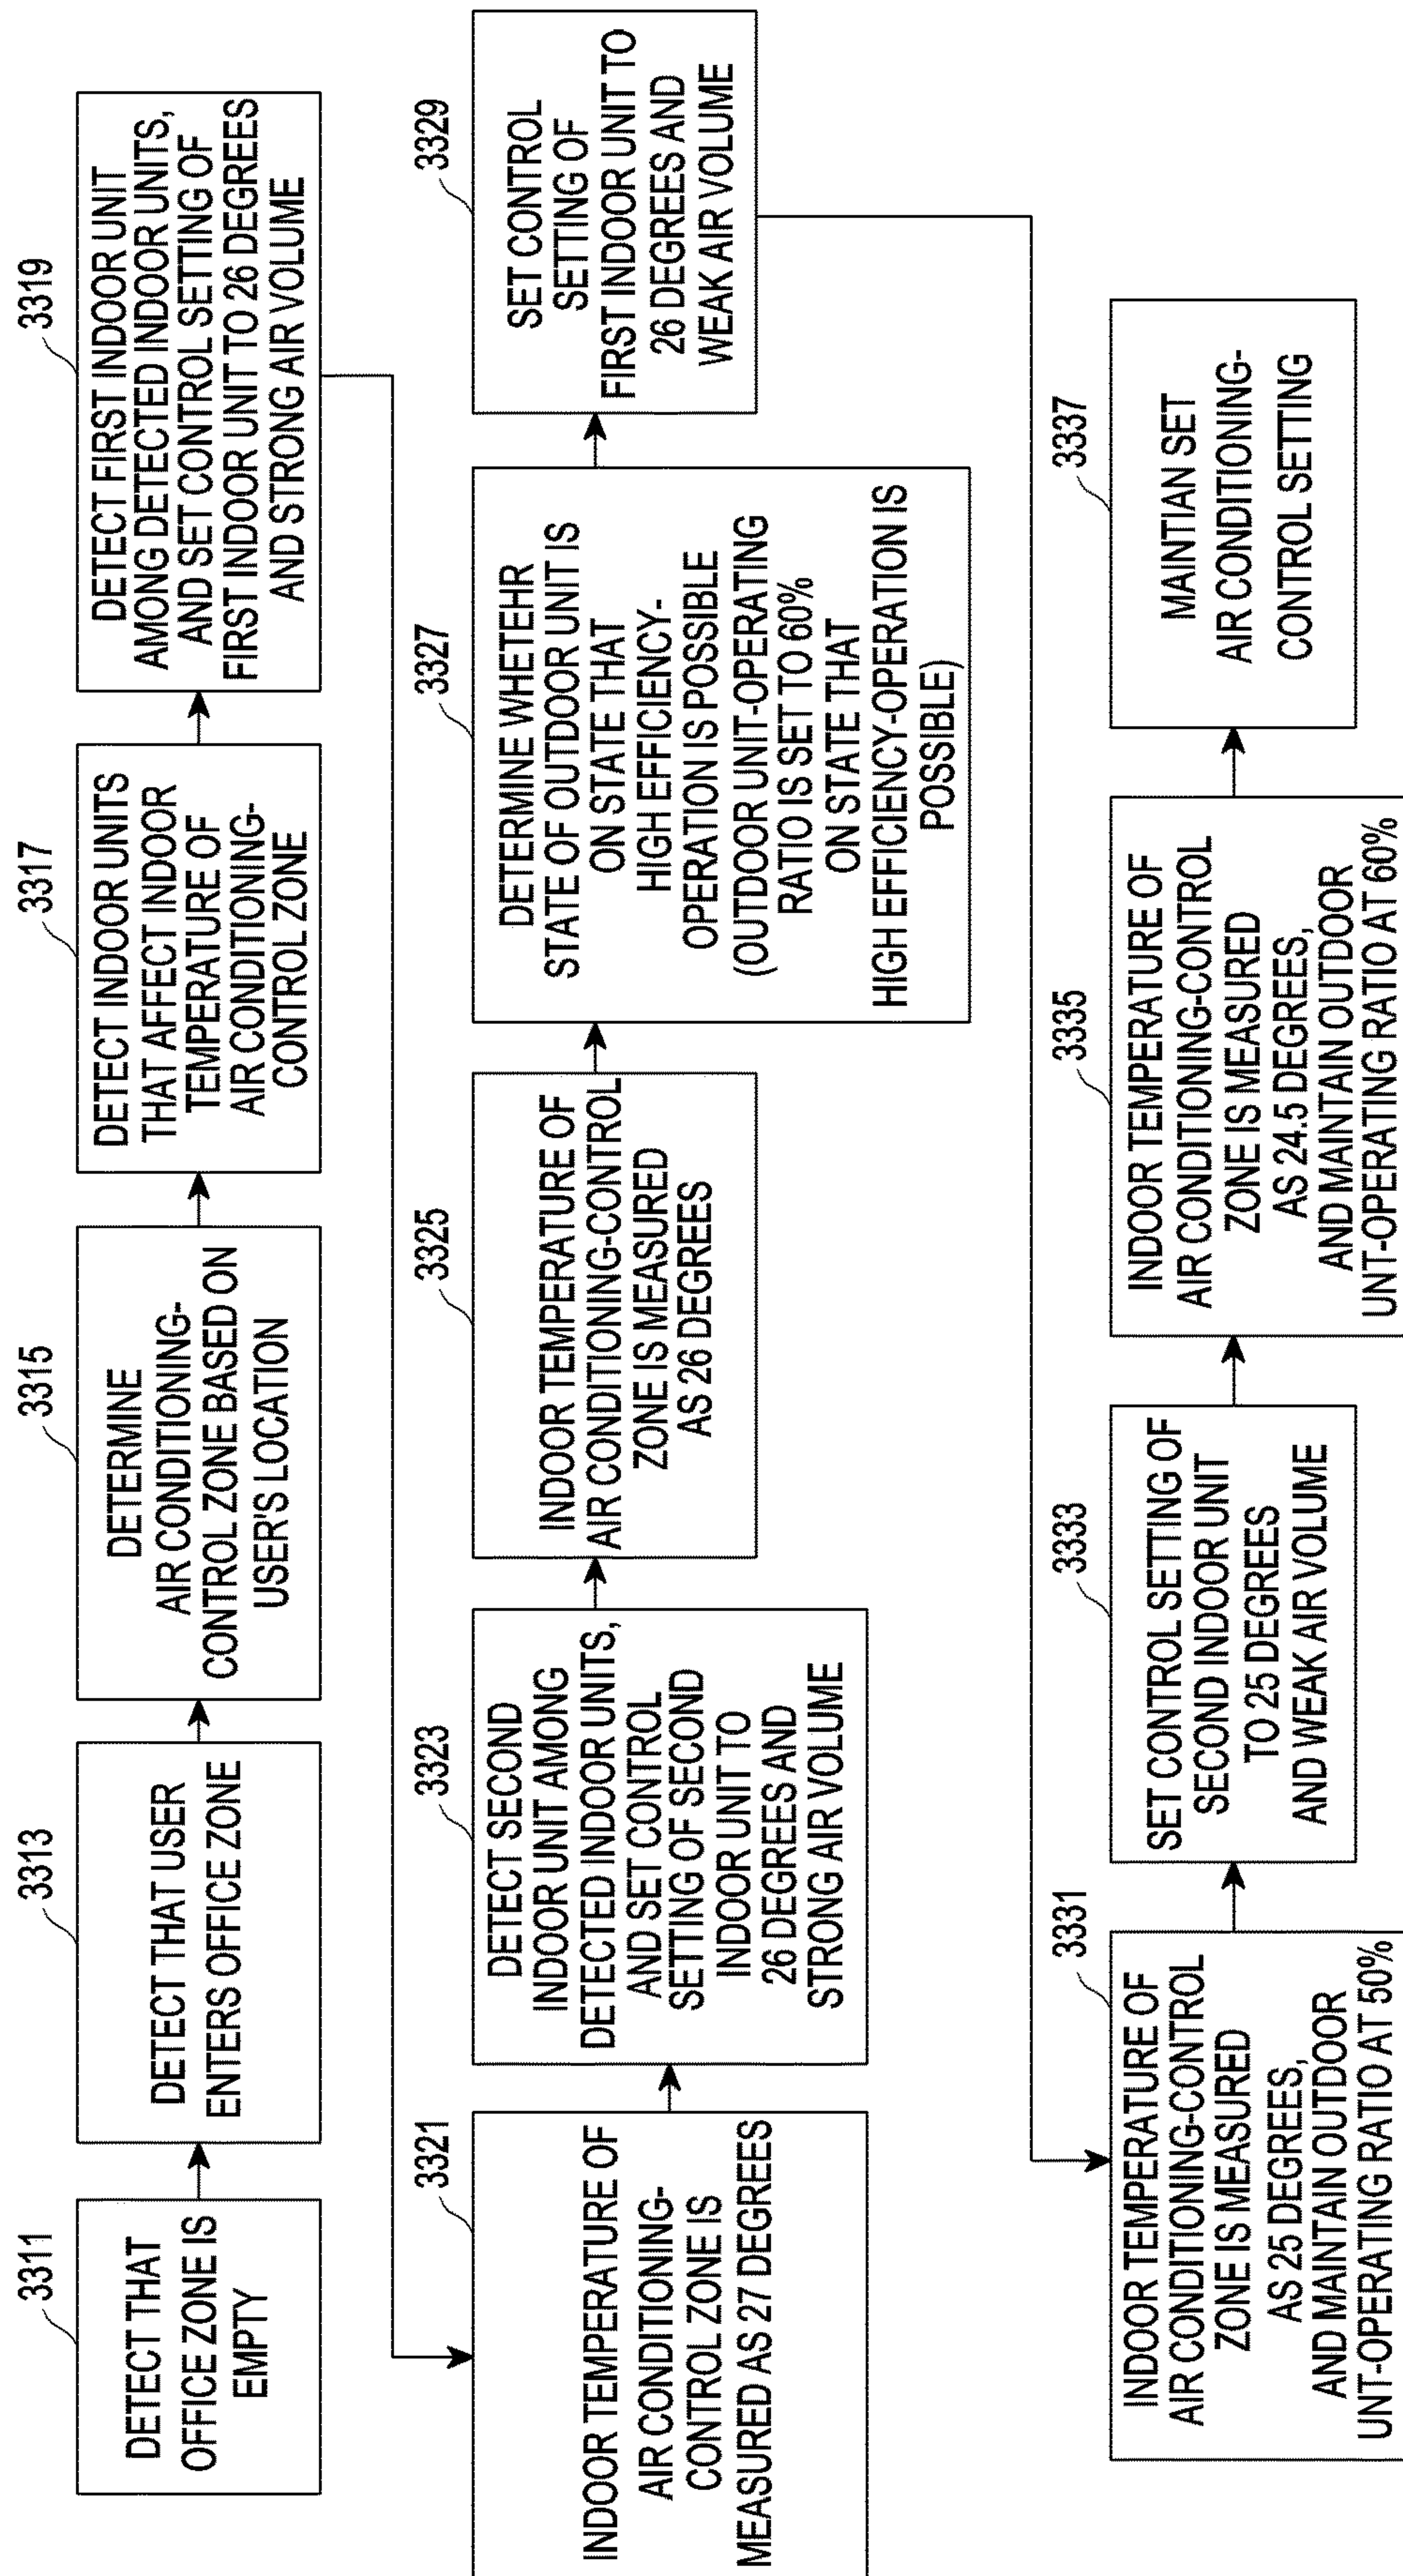 3311
DETECT THAT
OFFICE ZONE IS
EMPTY
3313
DETECT THAT USER
ENTERS OFFICE ZONE
3315
DETERMINE
AIR CONDITIONING-
CONTROL ZONE BASED ON
USER'S LOCATION
3317
DETECT INDOOR UNITS
THAT AFFECT INDOOR
TEMPERATURE OF
AIR CONDITIONING-
CONTROL ZONE
3319
DETECT FIRST INDOOR UNIT
AMONG DETECTED INDOOR UNITS,
AND SET CONTROL SETTING OF
FIRST INDOOR UNIT TO 26 DEGREES
AND STRONG AIR VOLUME
3321
INDOOR TEMPERATURE OF
AIR CONDITIONING-
CONTROL ZONE IS
MEASURED AS 27 DEGREES
3323
DETECT SECOND
INDOOR UNIT AMONG
DETECTED INDOOR UNITS,
AND SET CONTROL
SETTING OF SECOND
INDOOR UNIT TO
26 DEGREES AND
STRONG AIR VOLUME
3325
INDOOR TEMPERATURE OF
AIR CONDITIONING-CONTROL
ZONE IS MEASURED
AS 26 DEGREES
3327
DETERMINE WHETEHR
STATE OF OUTDOOR UNIT IS
ON STATE THAT
HIGH EFFICIENCY-
OPERATION IS POSSIBLE
(OUTDOOR UNIT-OPERATING
RATIO IS SET TO 60%
ON STATE THAT
HIGH EFFICIENCY-OPERATION IS
POSSIBLE)
3329
SET CONTROL
SETTING OF
FIRST INDOOR UNIT TO
26 DEGREES AND
WEAK AIR VOLUME
3331
INDOOR TEMPERATURE OF
AIR CONDITIONING-CONTROL
ZONE IS MEASURED
AS 25 DEGREES,
AND MAINTAIN OUTDOOR
UNT-OPERATING RATIO AT 50%
3333
SET CONTROL SETTING OF
SECOND INDOOR UNIT
TO 25 DEGREES
AND WEAK AIR VOLUME
3335
INDOOR TEMPERATURE OF
AIR CONDITIONING-CONTROL
ZONE IS MEASURED
AS 24.5 DEGREES,
AND MAINTAIN OUTDOOR
UNT-OPERATING RATIO AT 60%
3337
MAINTIAN SET
AIR CONDITIONING-
CONTROL SETTING